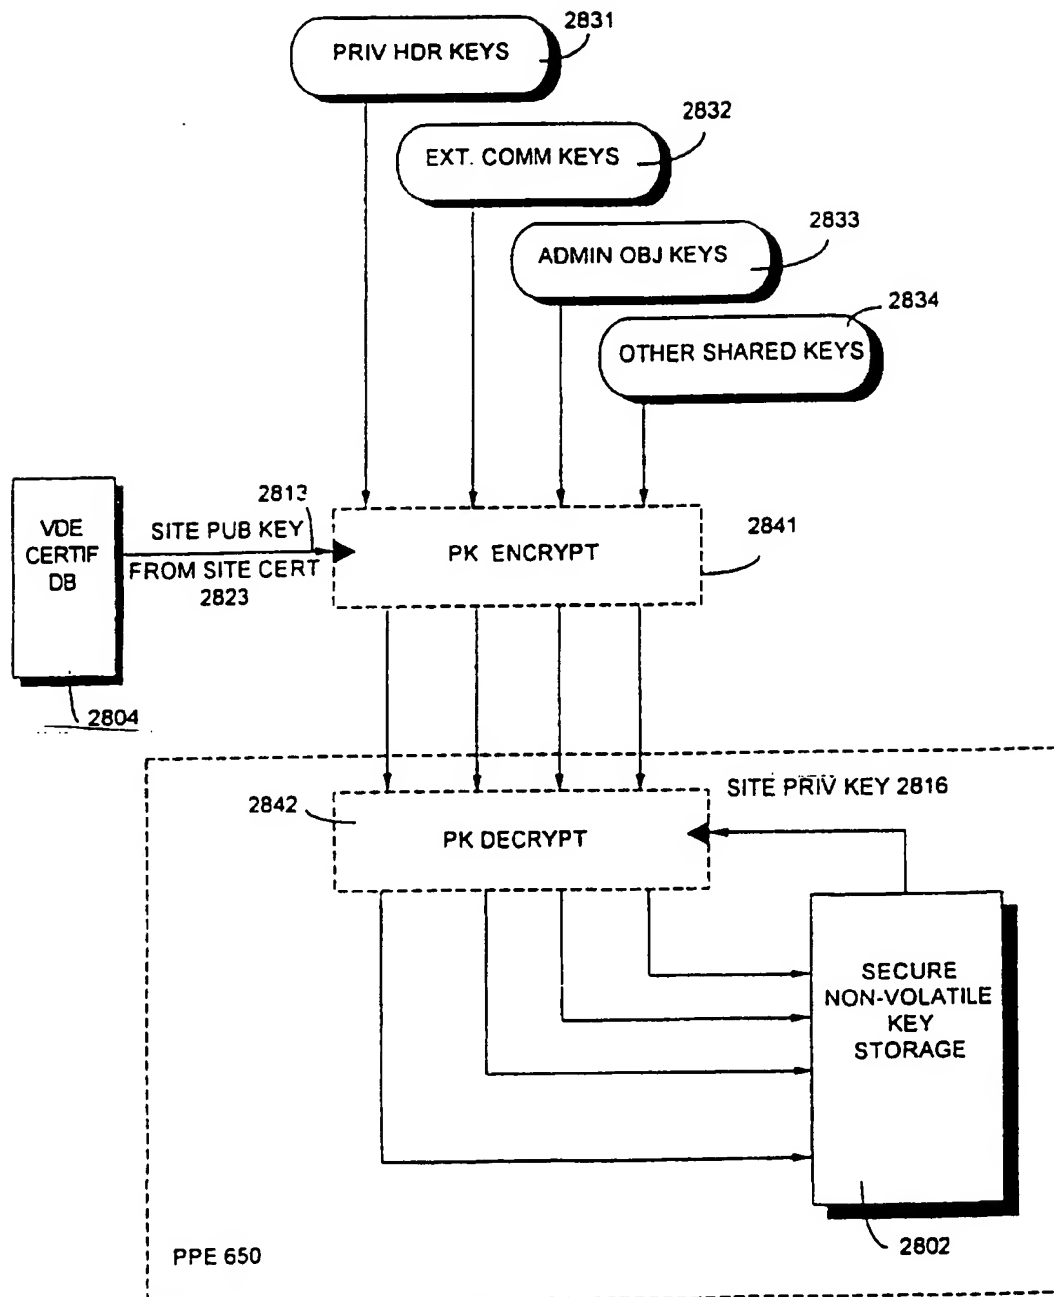 2831
PRIV HDR KEYS
2832
EXT. COMM KEYS
2833
ADMIN OBJ KEYS
2834
OTHER SHARED KEYS
VDE
CERTIF
DB
2813
SITE PUB KEY
FROM SITE CERT
2823
PK ENCRYPT
2841
2804
2842
PK DECRYPT
SITE PRIV KEY 2816
SECURE
NON-VOLATILE
KEY
STORAGE
2802
PPE 650